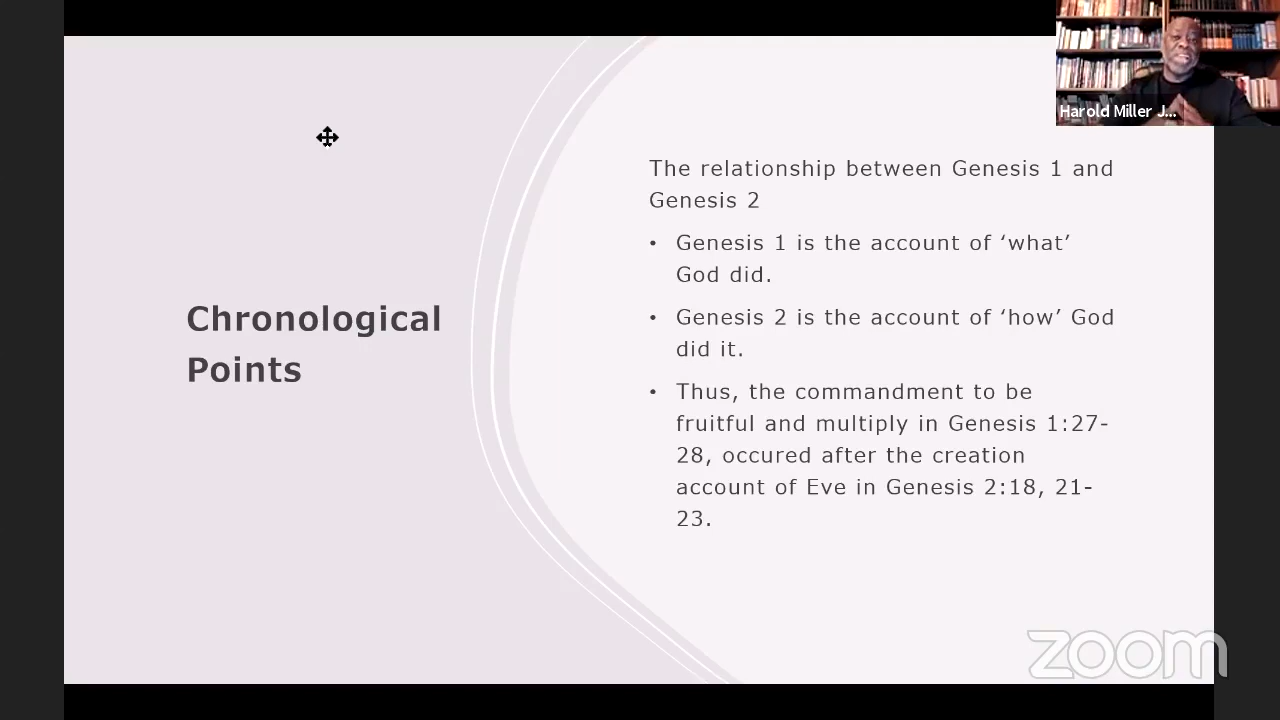 Harold Miller J...
Chronological
Points
The relationship between Genesis 1 and
Genesis 2
• Genesis 1 is the account of ‘what’
God did.
• Genesis 2 is the account of ‘how’ God
did it.
• Thus, the commandment to be
fruitful and multiply in Genesis 1:27-
28, occured after the creation
account of Eve in Genesis 2:18, 21-
23.
zoom